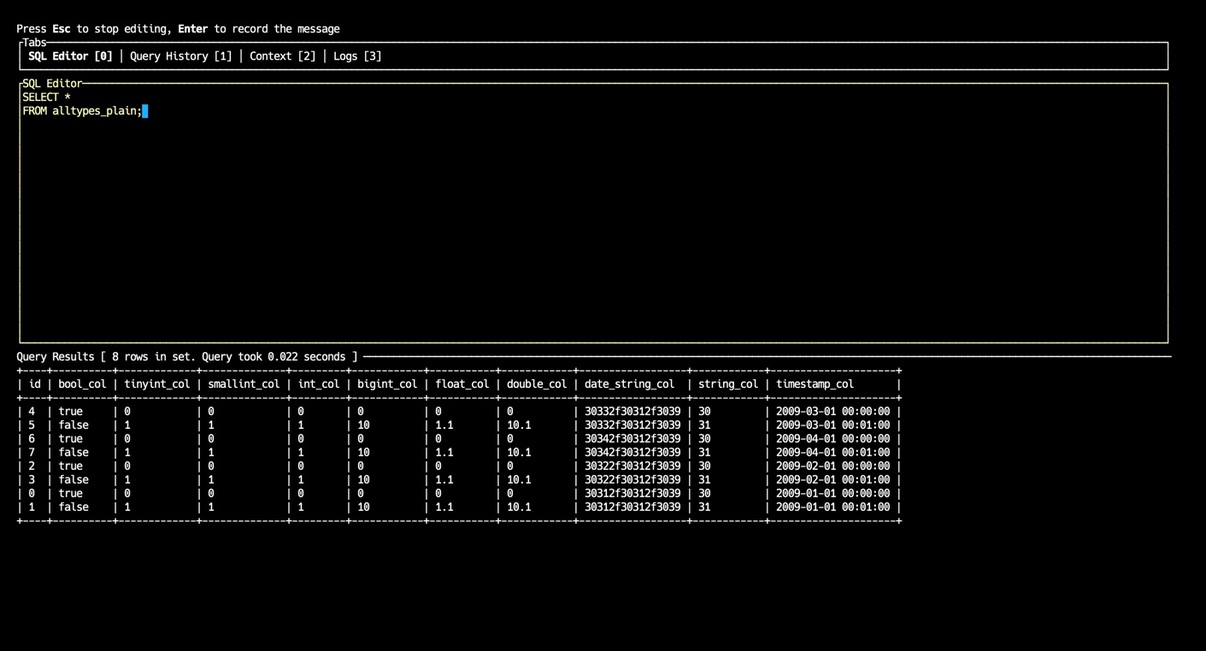 Press Esc to stop editing, Enter to record the message
Tabs
SQL Editor [0] | Query History [1] | Context [2] | Logs [3]
SQL Editor
SELECT *
FROM alltypes_plain;
Query Results [ 8 rows in set. Query took 0.022 seconds ]
| id | bool_col | tinyint_col | smallint_col | int_col | bigint_col | float_col | double_col | date_string_col | string_col | timestamp_col |
| 4 | true | 0 | 0 | 0 | 0 | 0 | 0 | 30332f30312f3039 | 30 | 2009-03-01 00:00:00 |
| 5 | false | 1 | 1 | 1 | 10 | 1.1 | 10.1 | 30332f30312f3039 | 31 | 2009-03-01 00:01:00 |
| 6 | true | 0 | 0 | 0 | 0 | 0 | 0 | 30342f30312f3039 | 30 | 2009-04-01 00:00:00 |
| 7 | false | 1 | 1 | 1 | 10 | 1.1 | 10.1 | 30342f30312f3039 | 31 | 2009-04-01 00:01:00 |
| 2 | true | 0 | 0 | 0 | 0 | 0 | 0 | 30322f30312f3039 | 30 | 2009-02-01 00:00:00 |
| 3 | false | 1 | 1 | 1 | 10 | 1.1 | 10.1 | 30322f30312f3039 | 31 | 2009-02-01 00:01:00 |
| 0 | true | 0 | 0 | 0 | 0 | 0 | 0 | 30312f30312f3039 | 30 | 2009-01-01 00:00:00 |
| 1 | false | 1 | 1 | 1 | 10 | 1.1 | 10.1 | 30312f30312f3039 | 31 | 2009-01-01 00:01:00 |